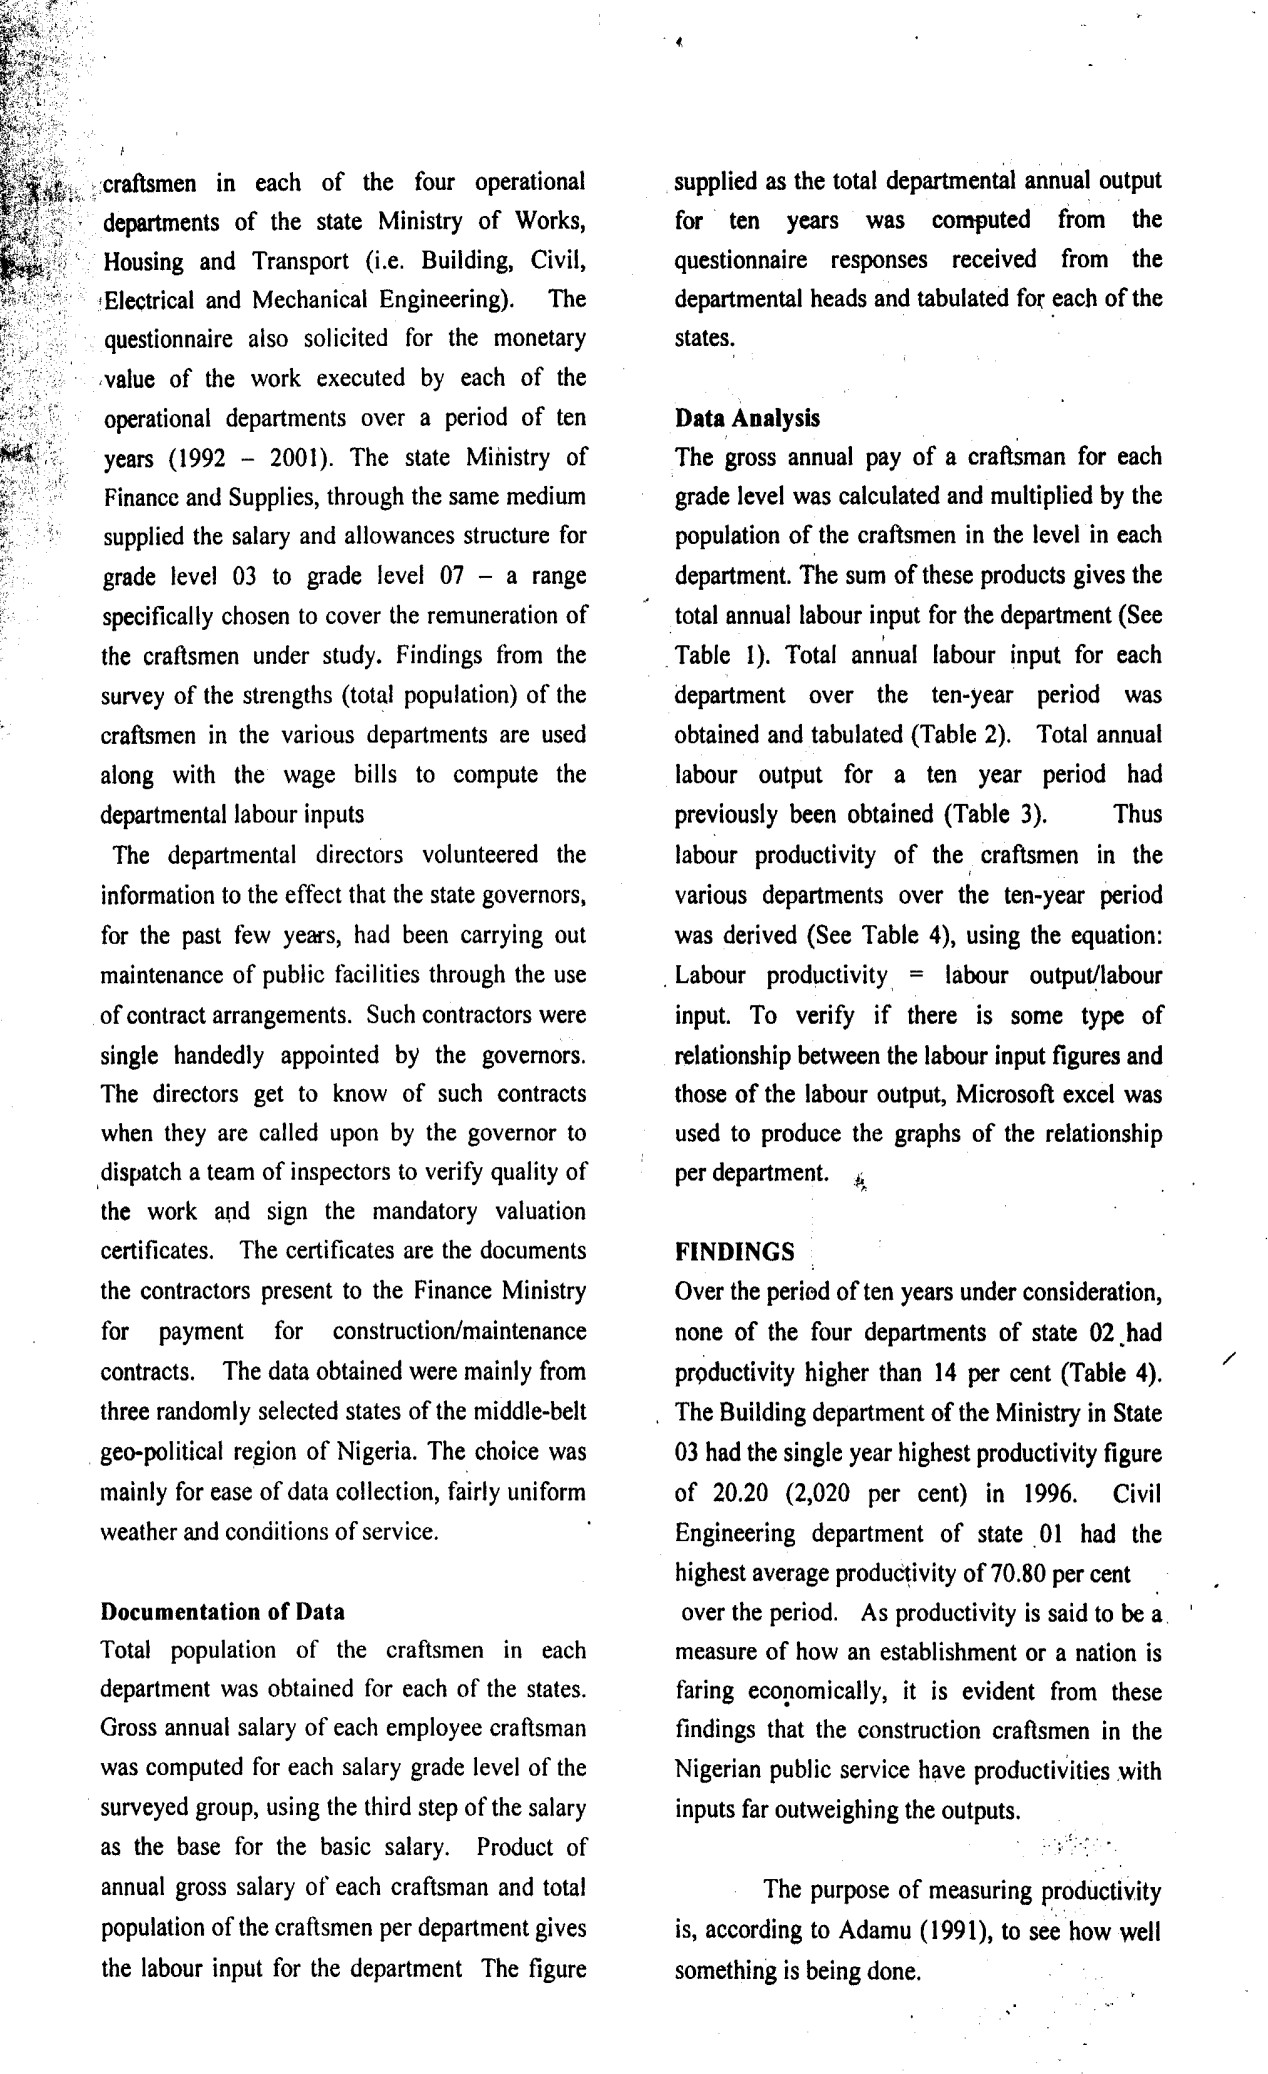 craftsmen in each of the four operational
departments of the state Ministry of Works,
Housing and Transport (i.e. Building, Civil,
Electrical and Mechanical Engineering). The
questionnaire also solicited for the monetary
value of the work executed by each of the
operational departments over a period of ten
years (1992 – 2001). The state Ministry of
Finance and Supplies, through the same medium
supplied the salary and allowances structure for
grade level 03 to grade level 07 – a range
specifically chosen to cover the remuneration of
the craftsmen under study. Findings from the
survey of the strengths (total population) of the
craftsmen in the various departments are used
along with the wage bills to compute the
departmental labour inputs
The departmental directors volunteered the
information to the effect that the state governors,
for the past few years, had been carrying out
maintenance of public facilities through the use
of contract arrangements. Such contractors were
single handedly appointed by the governors.
The directors get to know of such contracts
when they are called upon by the governor to
dispatch a team of inspectors to verify quality of
the work and sign the mandatory valuation
certificates. The certificates are the documents
the contractors present to the Finance Ministry
for payment for construction/maintenance
contracts. The data obtained were mainly from
three randomly selected states of the middle-belt
geo-political region of Nigeria. The choice was
mainly for ease of data collection, fairly uniform
weather and conditions of service.
Documentation of Data
Total population of the craftsmen in each
department was obtained for each of the states.
Gross annual salary of each employee craftsman
was computed for each salary grade level of the
surveyed group, using the third step of the salary
as the base for the basic salary. Product of
annual gross salary of each craftsman and total
population of the craftsmen per department gives
the labour input for the department The figure
supplied as the total departmental annual output
for ten years was computed from the
questionnaire responses received from the
departmental heads and tabulated for each of the
states.
Data Analysis
The gross annual pay of a craftsman for each
grade level was calculated and multiplied by the
population of the craftsmen in the level in each
department. The sum of these products gives the
total annual labour input for the department (See
Table 1). Total annual labour input for each
department over the ten-year period was
obtained and tabulated (Table 2). Total annual
labour output for a ten year period had
previously been obtained (Table 3). Thus
labour productivity of the craftsmen in the
various departments over the ten-year period
was derived (See Table 4), using the equation:
Labour productivity = labour output/labour
input. To verify if there is some type of
relationship between the labour input figures and
those of the labour output, Microsoft excel was
used to produce the graphs of the relationship
per department.
FINDINGS
Over the period of ten years under consideration,
none of the four departments of state 02 had
productivity higher than 14 per cent (Table 4).
The Building department of the Ministry in State
03 had the single year highest productivity figure
of 20.20 (2,020 per cent) in 1996. Civil
Engineering department of state 01 had the
highest average productivity of 70.80 per cent
over the period. As productivity is said to be a
measure of how an establishment or a nation is
faring economically, it is evident from these
findings that the construction craftsmen in the
Nigerian public service have productivities with
inputs far outweighing the outputs.
The purpose of measuring productivity
is, according to Adamu (1991), to see how well
something is being done.